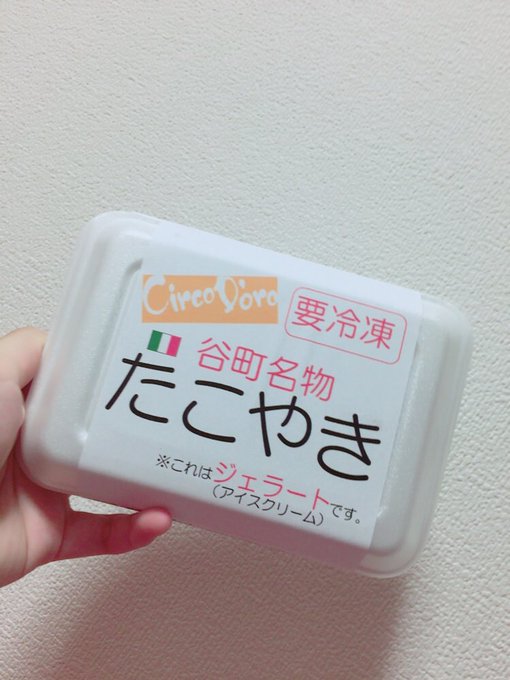 Circo D'oro
要冷凍
谷町名物
たこやき
※これはジェラートです。
(アイスクリーム)